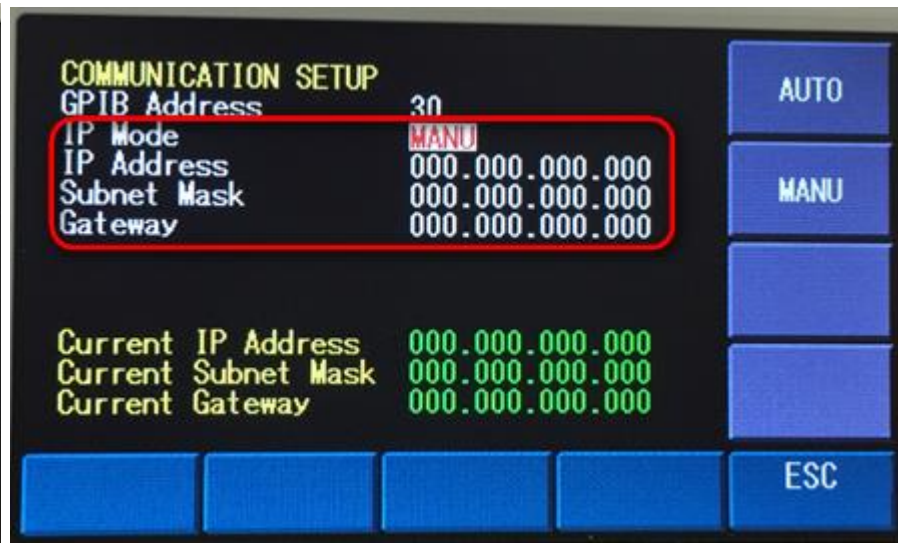 COMMUNICATION SETUP
GPIB Address 30
IP Mode MANU
IP Address 000.000.000.000
Subnet Mask 000.000.000.000
Gateway 000.000.000.000
Current IP Address 000.000.000.000
Current Subnet Mask 000.000.000.000
Current Gateway 000.000.000.000
AUTO
MANU
ESC